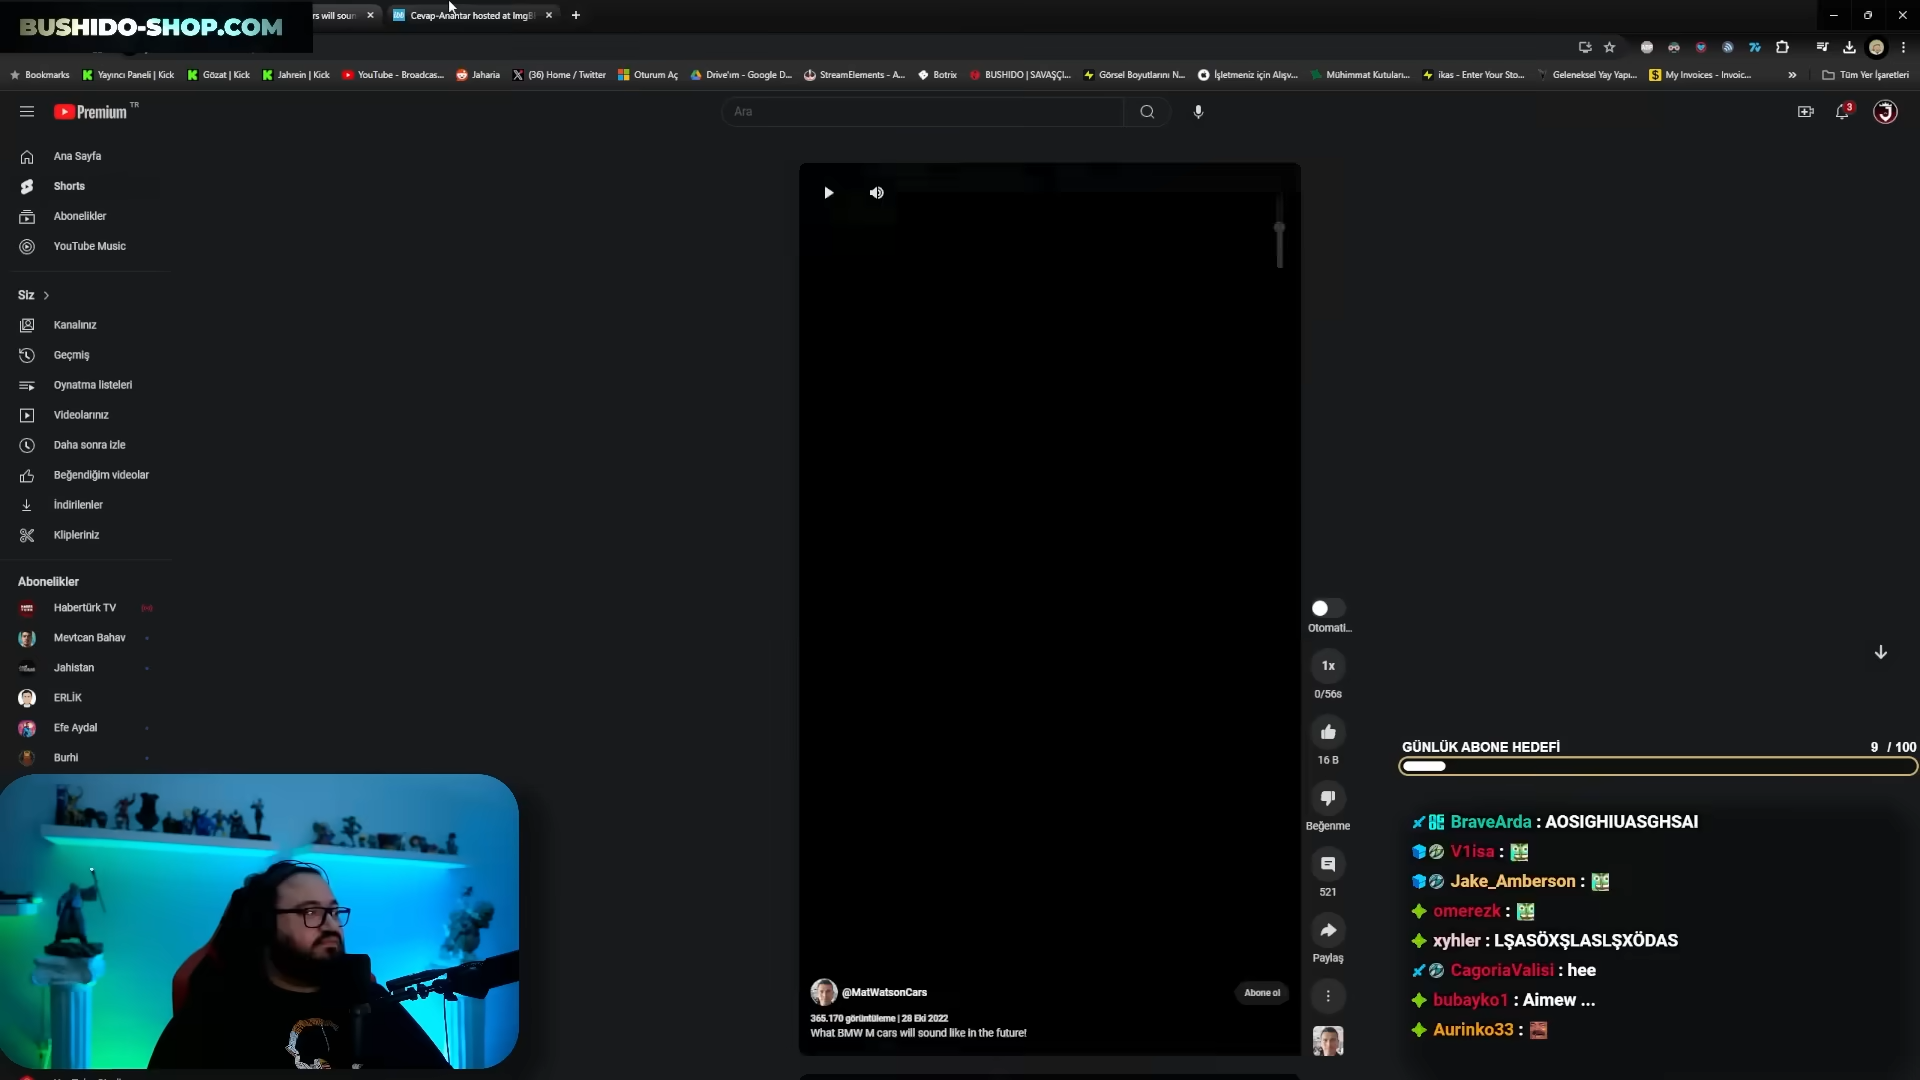 BUSHIDO-SHOP.COM
rs will soun
Cevap-Anahtar hosted at ImgB
Bookmarks
Yayıncı Paneli | Kick
Gözat | Kick
Jahrein | Kick
YouTube - Broadcas...
Jaharia
(36) Home / Twitter
Oturum Aç
Drive'ım - Google D...
StreamElements - A...
Botrix
BUSHIDO | SAVAŞÇI...
Görsel Boyutlarını N...
İşletmeniz için Alışv...
Mühimmat Kutuları...
ikas - Enter Your Sto...
Geleneksel Yay Yapı...
My Invoices - Invoic...
Tüm Yer İşaretleri
Premium TR
Ara
3
Ana Sayfa
Shorts
Abonelikler
YouTube Music
Siz
Kanalınız
Geçmiş
Oynatma listeleri
Videolarınız
Daha sonra izle
Beğendiğim videolar
İndirilenler
Klipleriniz
Abonelikler
Habertürk TV
Mevtcan Bahav
Jahistan
ERLİK
Efe Aydal
Burhi
Otomati...
1x
0/56s
16 B
Beğenme
521
Paylaş
@MatWatsonCars
Abone ol
365.170 görüntüleme | 28 Eki 2022
What BMW M cars will sound like in the future!
GÜNLÜK ABONE HEDEFİ 9 / 100
BraveArda : AOSIGHIUASGHSAI
V1isa :
Jake_Amberson :
omerezk :
xyhler : LŞASÖXŞLASLŞXÖDAS
CagoriaValisi : hee
bubayko1 : Aimew ...
Aurinko33 :